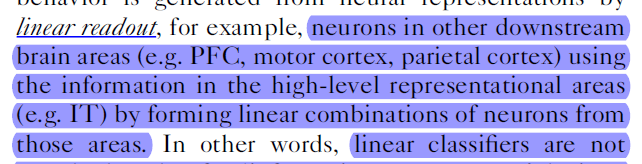 behavior is generated from neural representations by
linear readout, for example, neurons in other downstream
brain areas (e.g. PFC, motor cortex, parietal cortex) using
the information in the high-level representational areas
(e.g. IT) by forming linear combinations of neurons from
those areas. In other words, linear classifiers are not